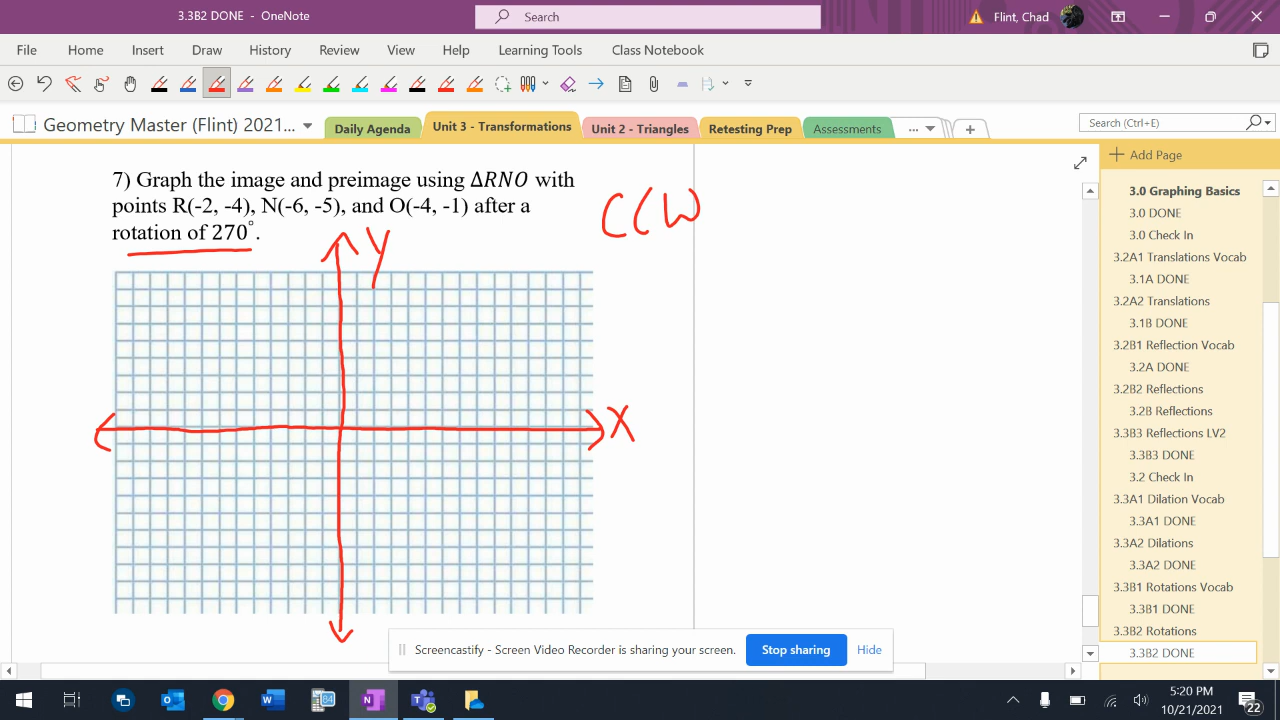 3.3B2 DONE - OneNote
Search
Flint, Chad
File Home Insert Draw History Review View Help Learning Tools Class Notebook
Geometry Master (Flint) 2021...
Daily Agenda
Unit 3 - Transformations
Unit 2 - Triangles
Retesting Prep
Assessments
...
Search (Ctrl+E)
7) Graph the image and preimage using ΔRNO with
points R(-2, -4), N(-6, -5), and O(-4, -1) after a
rotation of 270°.
CCW
Y
X
Add Page
3.0 Graphing Basics
3.0 DONE
3.0 Check In
3.2A1 Translations Vocab
3.1A DONE
3.2A2 Translations
3.1B DONE
3.2B1 Reflection Vocab
3.2A DONE
3.2B2 Reflections
3.2B Reflections
3.3B3 Reflections LV2
3.3B3 DONE
3.2 Check In
3.3A1 Dilation Vocab
3.3A1 DONE
3.3A2 Dilations
3.3A2 DONE
3.3B1 Rotations Vocab
3.3B1 DONE
3.3B2 Rotations
3.3B2 DONE
Screencastify - Screen Video Recorder is sharing your screen.
Stop sharing
Hide
84
5:20 PM
10/21/2021
22